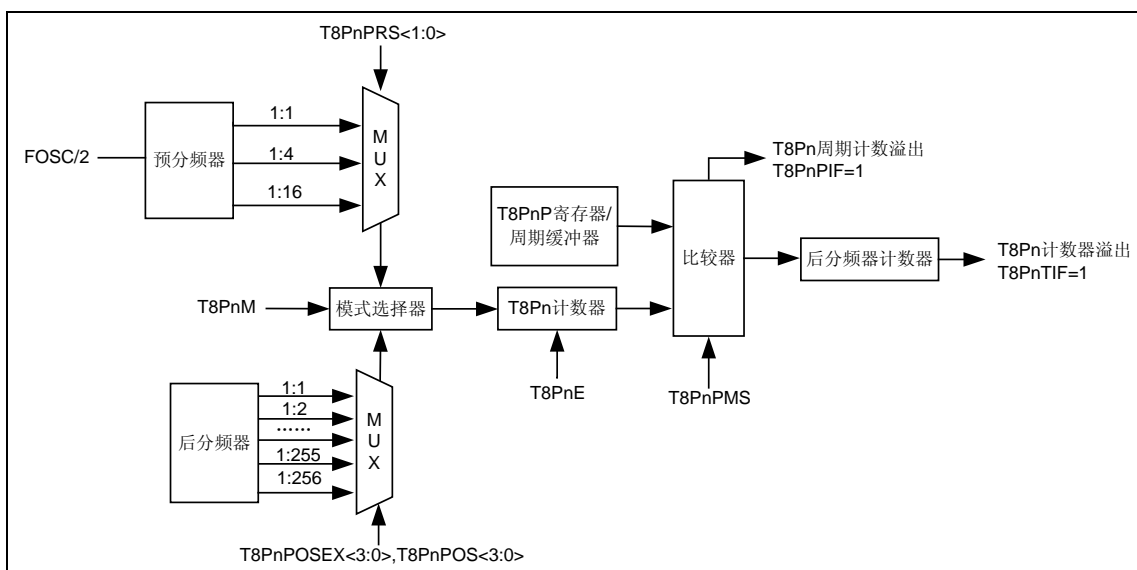 T8PnPRS<1:0>
FOSC/2
预分频器
1:1
1:4
1:16
M
U
X
T8PnP寄存器/
周期缓冲器
比较器
T8Pn周期计数溢出
T8PnPIF=1
后分频器计数器
T8Pn计数器溢出
T8PnTIF=1
T8PnM
模式选择器
T8Pn计数器
T8PnE
T8PnPMS
后分频器
1:1
1:2
……
1:255
1:256
M
U
X
T8PnPOSEX<3:0>,T8PnPOS<3:0>